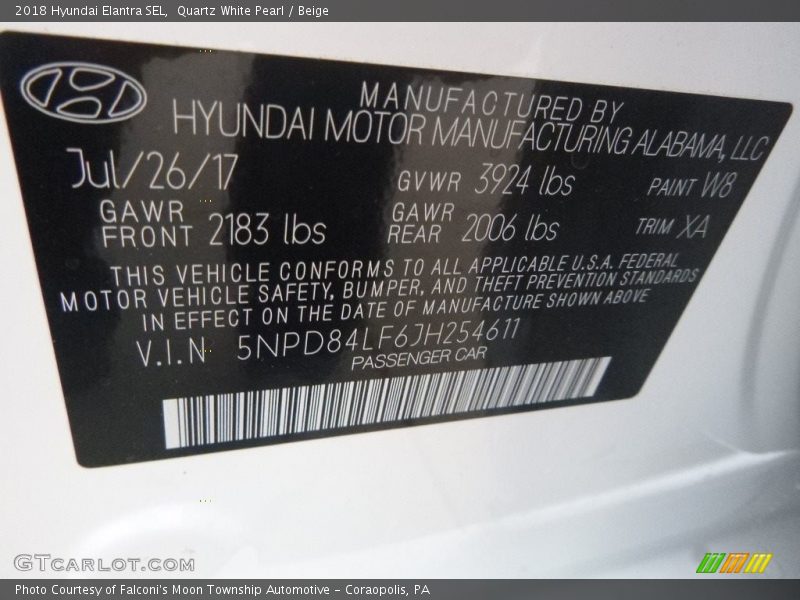 2018 Hyundai Elantra SEL,  Quartz White Pearl / Beige
MANUFACTURED BY
HYUNDAI MOTOR MANUFACTURING ALABAMA, LLC
Jul/26/17 GVWR 3924 lbs PAINT W8
GAWR FRONT 2183 lbs GAWR REAR 2006 lbs TRIM XA
THIS VEHICLE CONFORMS TO ALL APPLICABLE U.S.A. FEDERAL
MOTOR VEHICLE SAFETY, BUMPER, AND THEFT PREVENTION STANDARDS
IN EFFECT ON THE DATE OF MANUFACTURE SHOWN ABOVE
V.I.N 5NPD84LF6JH254611
PASSENGER CAR
GTCARLOT.COM
Photo Courtesy of Falconi's Moon Township Automotive – Coraopolis, PA